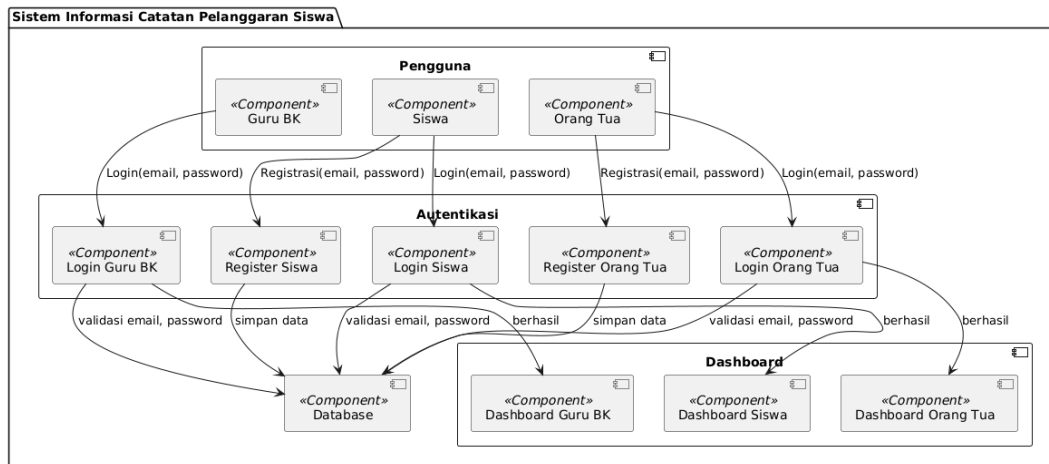 Sistem Informasi Catatan Pelanggaran Siswa
Pengguna
«Component»
Guru BK
«Component»
Siswa
«Component»
Orang Tua
Login(email, password)
Registrasi(email, password)
Login(email, password)
Registrasi(email, password)
Login(email, password)
Autentikasi
«Component»
Login Guru BK
«Component»
Register Siswa
«Component»
Login Siswa
«Component»
Register Orang Tua
«Component»
Login Orang Tua
validasi email, password
simpan data
validasi email, password
berhasil
simpan data
validasi email, password
berhasil
berhasil
Dashboard
«Component»
Database
«Component»
Dashboard Guru BK
«Component»
Dashboard Siswa
«Component»
Dashboard Orang Tua